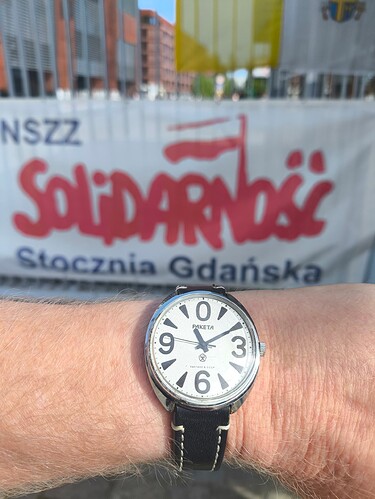 NSZZ
SOLIDARNOŚĆ
Stocznia Gdańska
0
РАКЕТА
9
3
6